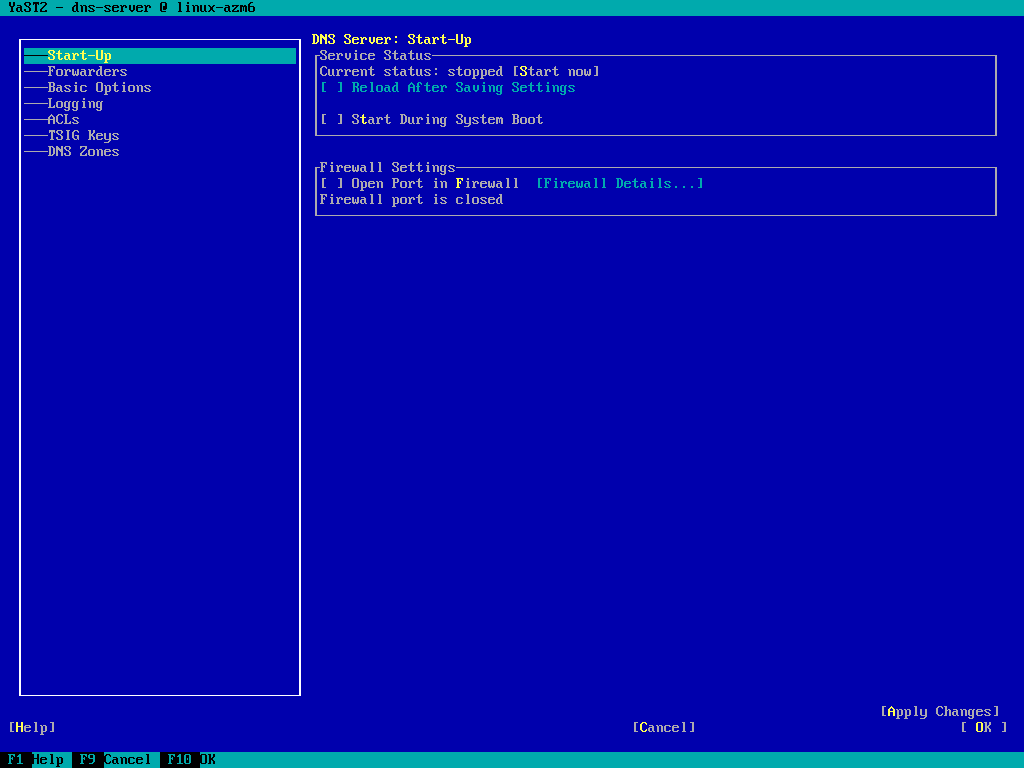 YaST2 - dns-server @ linux-azm6
Start-Up
Forwarders
Basic Options
Logging
ACLs
TSIG Keys
DNS Zones
DNS Server: Start-Up
Service Status
Current status: stopped [Start now]
[ ] Reload After Saving Settings
[ ] Start During System Boot
Firewall Settings
[ ] Open Port in Firewall [Firewall Details...]
Firewall port is closed
[Apply Changes]
[Help] [Cancel] [ OK ]
F1 Help F9 Cancel F10 OK